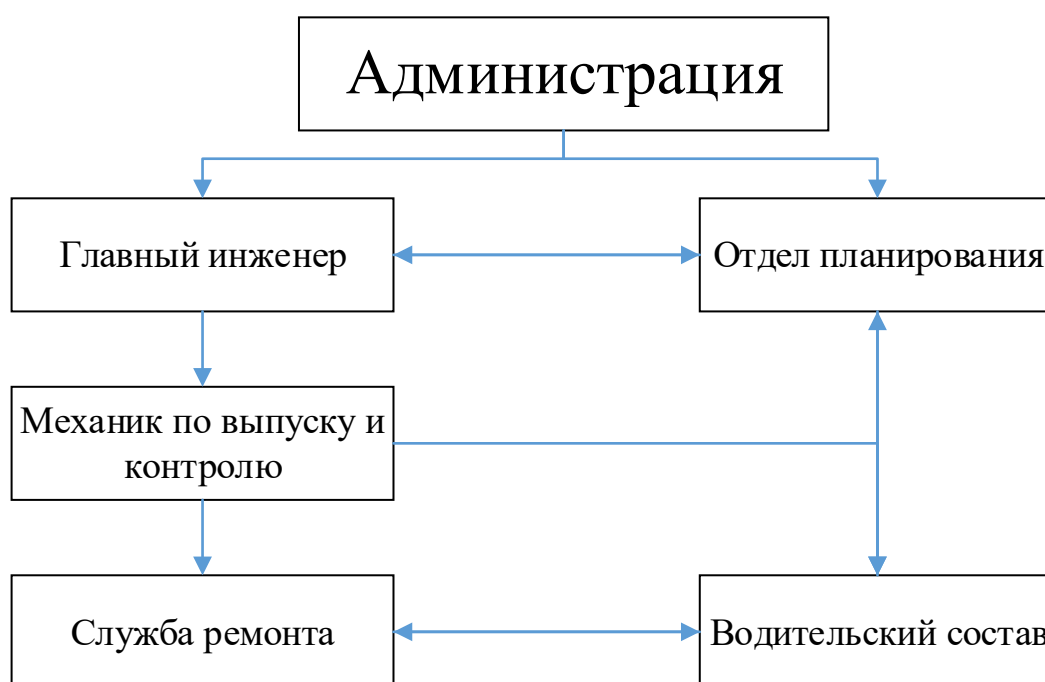 Администрация
Главный инженер
Отдел планирования
Механик по выпуску и
контролю
Служба ремонта
Водительский состав